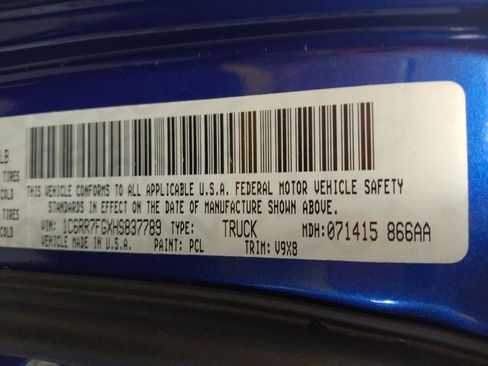 LB
TIRES
COLD
TIRES
COLD
THIS VEHICLE CONFORMS TO ALL APPLICABLE U.S.A. FEDERAL MOTOR VEHICLE SAFETY
STANDARDS IN EFFECT ON THE DATE OF MANUFACTURE SHOWN ABOVE.
VIN: 1C6RR7FGXHS837789 TYPE: TRUCK MDH: 071415 866AA
VEHICLE MADE IN U.S.A. PAINT: PCL TRIM: V9X8